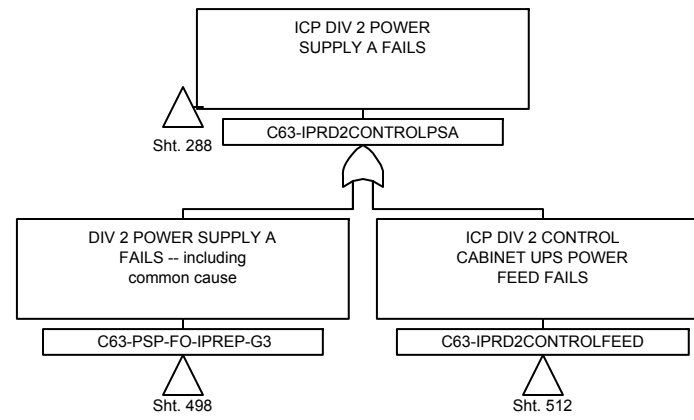 ICP DIV 2 POWER
SUPPLY A FAILS
Sht. 288
C63-IPRD2CONTROLPSA
DIV 2 POWER SUPPLY A
FAILS -- including
common cause
C63-PSP-FO-IPREP-G3
Sht. 498
ICP DIV 2 CONTROL
CABINET UPS POWER
FEED FAILS
C63-IPRD2CONTROLFEED
Sht. 512